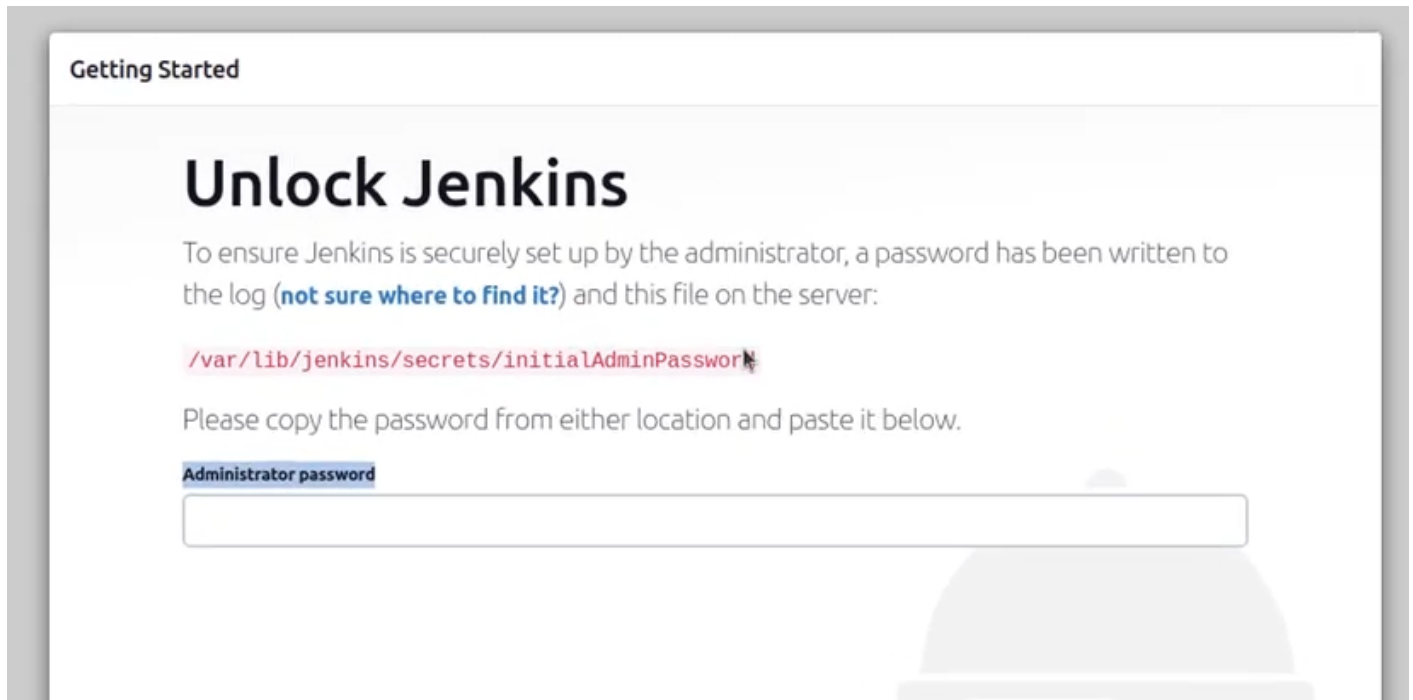 Getting Started
Unlock Jenkins
To ensure Jenkins is securely set up by the administrator, a password has been written to
the log (not sure where to find it?) and this file on the server:
/var/lib/jenkins/secrets/initialAdminPassword
Please copy the password from either location and paste it below.
Administrator password